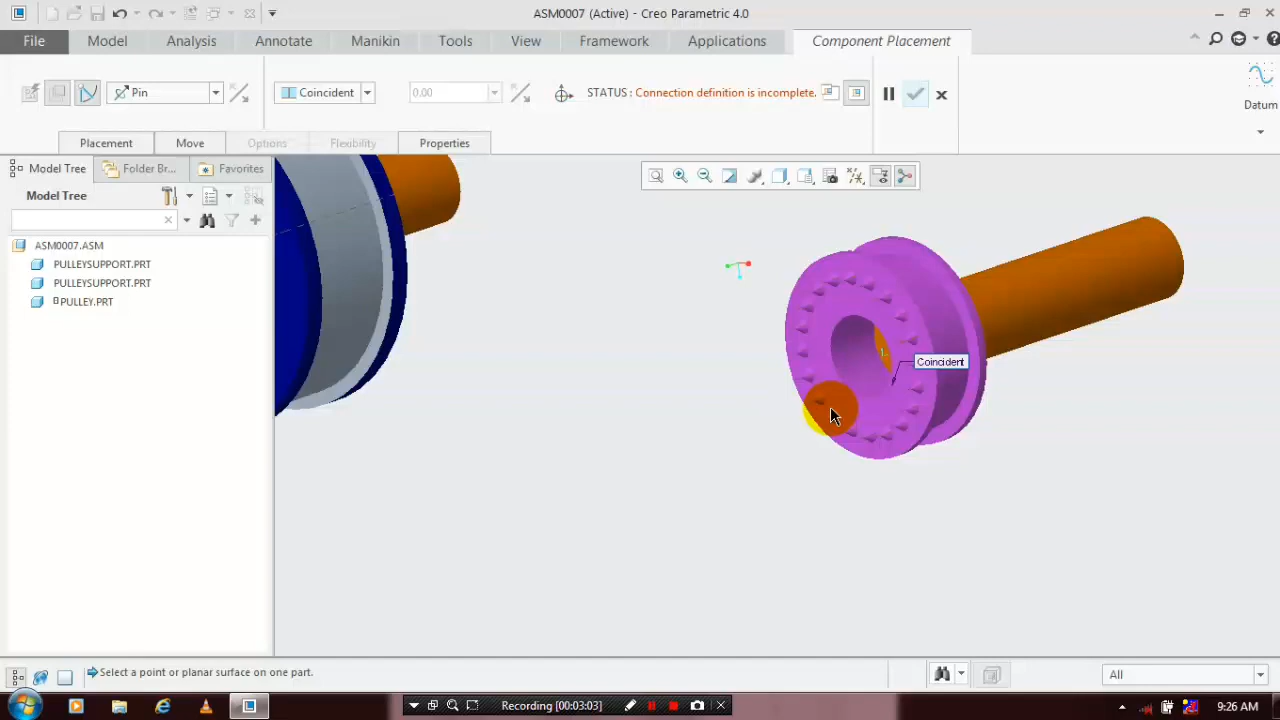 ASM0007 (Active) - Creo Parametric 4.0
File Model Analysis Annotate Manikin Tools View Framework Applications Component Placement
Pin Coincident 0.00 STATUS : Connection definition is incomplete.
Datum
Placement Move Options Flexibility Properties
Model Tree Folder Br... Favorites
Model Tree
ASM0007.ASM
PULLEYSUPPORT.PRT
PULLEYSUPPORT.PRT
PULLEY.PRT
Coincident
Select a point or planar surface on one part.
All
Recording [00:03:03]
9:26 AM